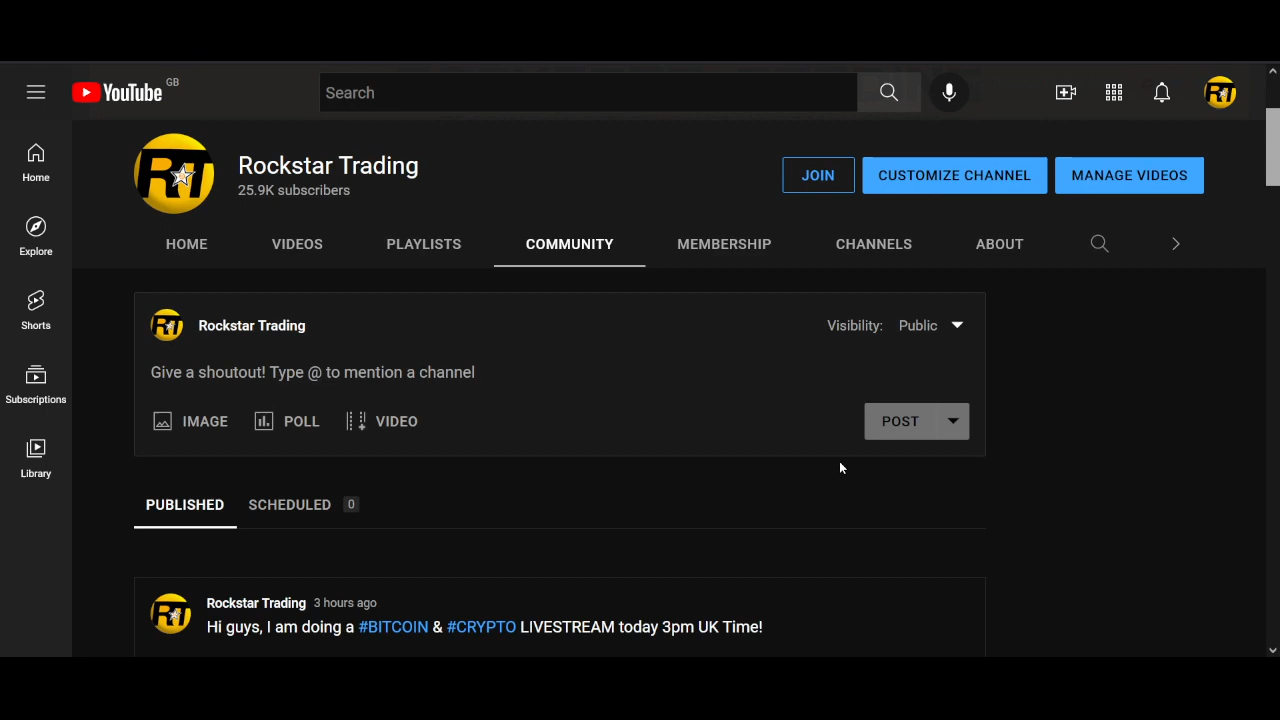 YouTube GB
Search
Home
Explore
Shorts
Subscriptions
Library
RT
Rockstar Trading
25.9K subscribers
JOIN
CUSTOMIZE CHANNEL
MANAGE VIDEOS
HOME
VIDEOS
PLAYLISTS
COMMUNITY
MEMBERSHIP
CHANNELS
ABOUT
Rockstar Trading
Visibility: Public
Give a shoutout! Type @ to mention a channel
IMAGE
POLL
VIDEO
POST
PUBLISHED
SCHEDULED 0
Rockstar Trading 3 hours ago
Hi guys, I am doing a #BITCOIN & #CRYPTO LIVESTREAM today 3pm UK Time!